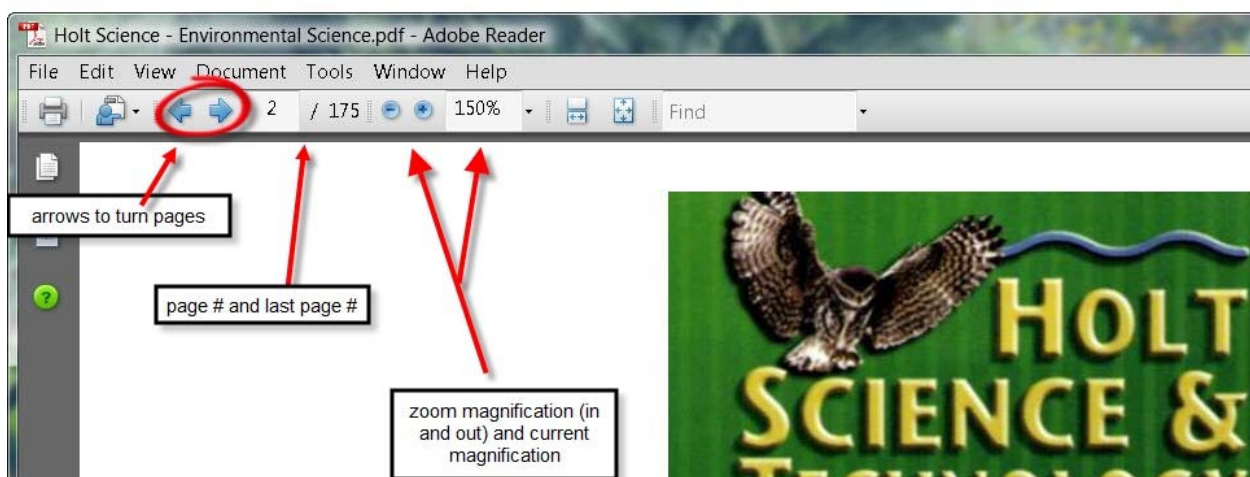 Holt Science - Environmental Science.pdf - Adobe Reader
File Edit View Document Tools Window Help
2 / 175 150% Find
arrows to turn pages
page # and last page #
zoom magnification (in
and out) and current
magnification
HOLT
SCIENCE &
TECHNOLOGY